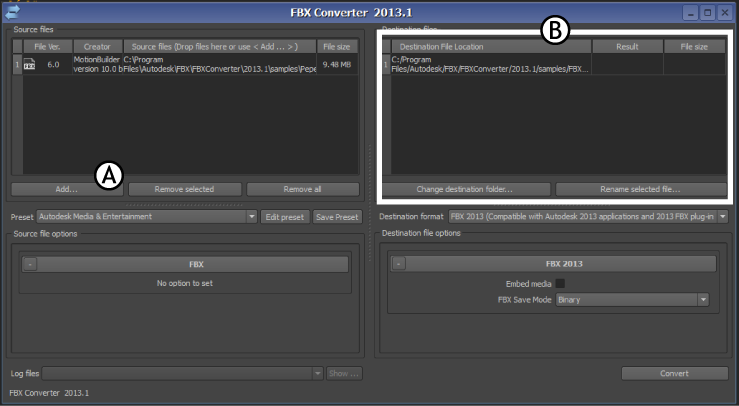 FBX Converter 2013.1
Source files
File Ver. Creator Source files (Drop files here or use < Add ... > ) File size
1 6.0 MotionBuilder version 10.0 b C:\Program Files\Autodesk\FBX\FBXConverter\2013.1\samples\Pepe 9.48 MB
A
Add... Remove selected Remove all
B
Destination files
Destination File Location Result File size
1 C:/Program
Files/Autodesk/FBX/FBXConverter/2013.1/samples/FBX...
Change destination folder... Rename selected file...
Preset Autodesk Media & Entertainment Edit preset Save Preset
Destination format FBX 2013 (Compatible with Autodesk 2013 applications and 2013 FBX plug-in
Source file options
- FBX
No option to set
Destination file options
- FBX 2013
Embed media
FBX Save Mode Binary
Log files Show ...
Convert
FBX Converter 2013.1